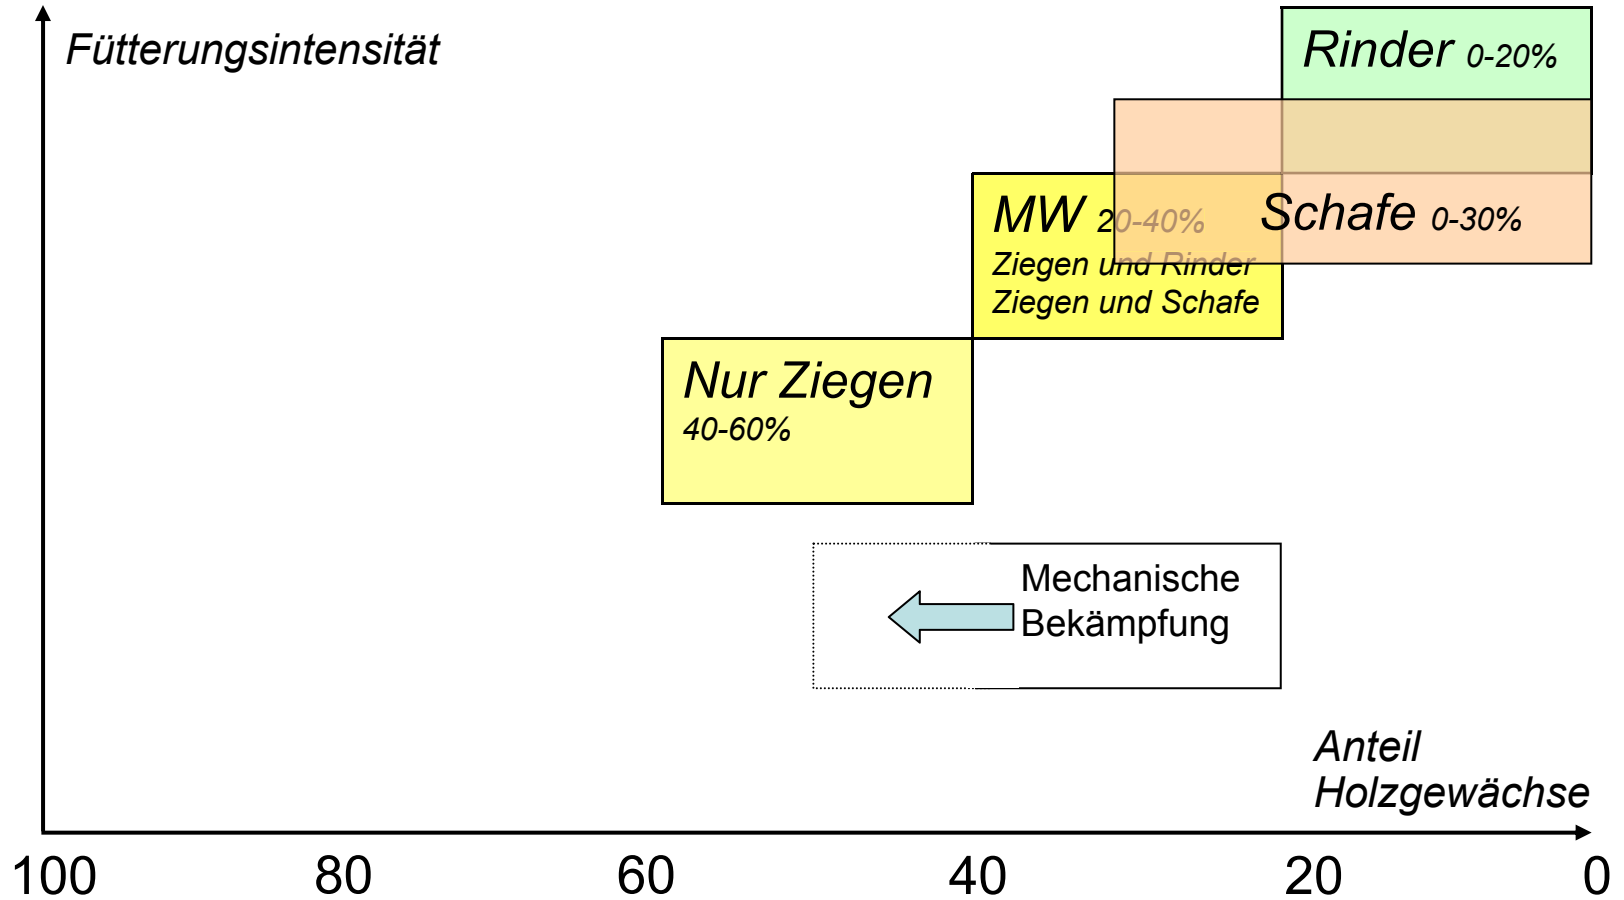 Fütterungsintensität
Rinder 0-20%
MW 20-40%
Ziegen und Rinder
Ziegen und Schafe
Schafe 0-30%
Nur Ziegen
40-60%
Mechanische
Bekämpfung
Anteil
Holzgewächse
100 80 60 40 20 0